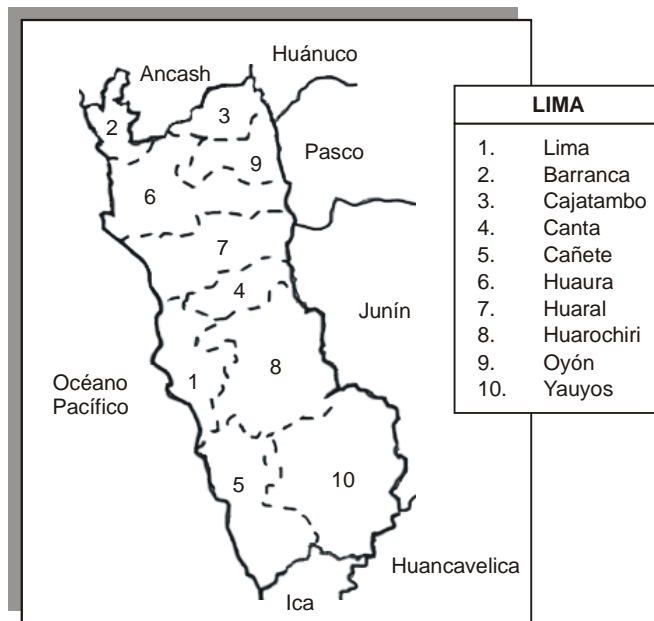 Huánuco
Ancash
3
2
LIMA
Pasco
9
6
1. Lima
2. Barranca
3. Cajatambo
4. Canta
5. Cañete
6. Huaura
7. Huaral
8. Huarochiri
9. Oyón
10. Yauyos
7
4
Junín
8
1
Océano
Pacífico
5
10
Huancavelica
Ica